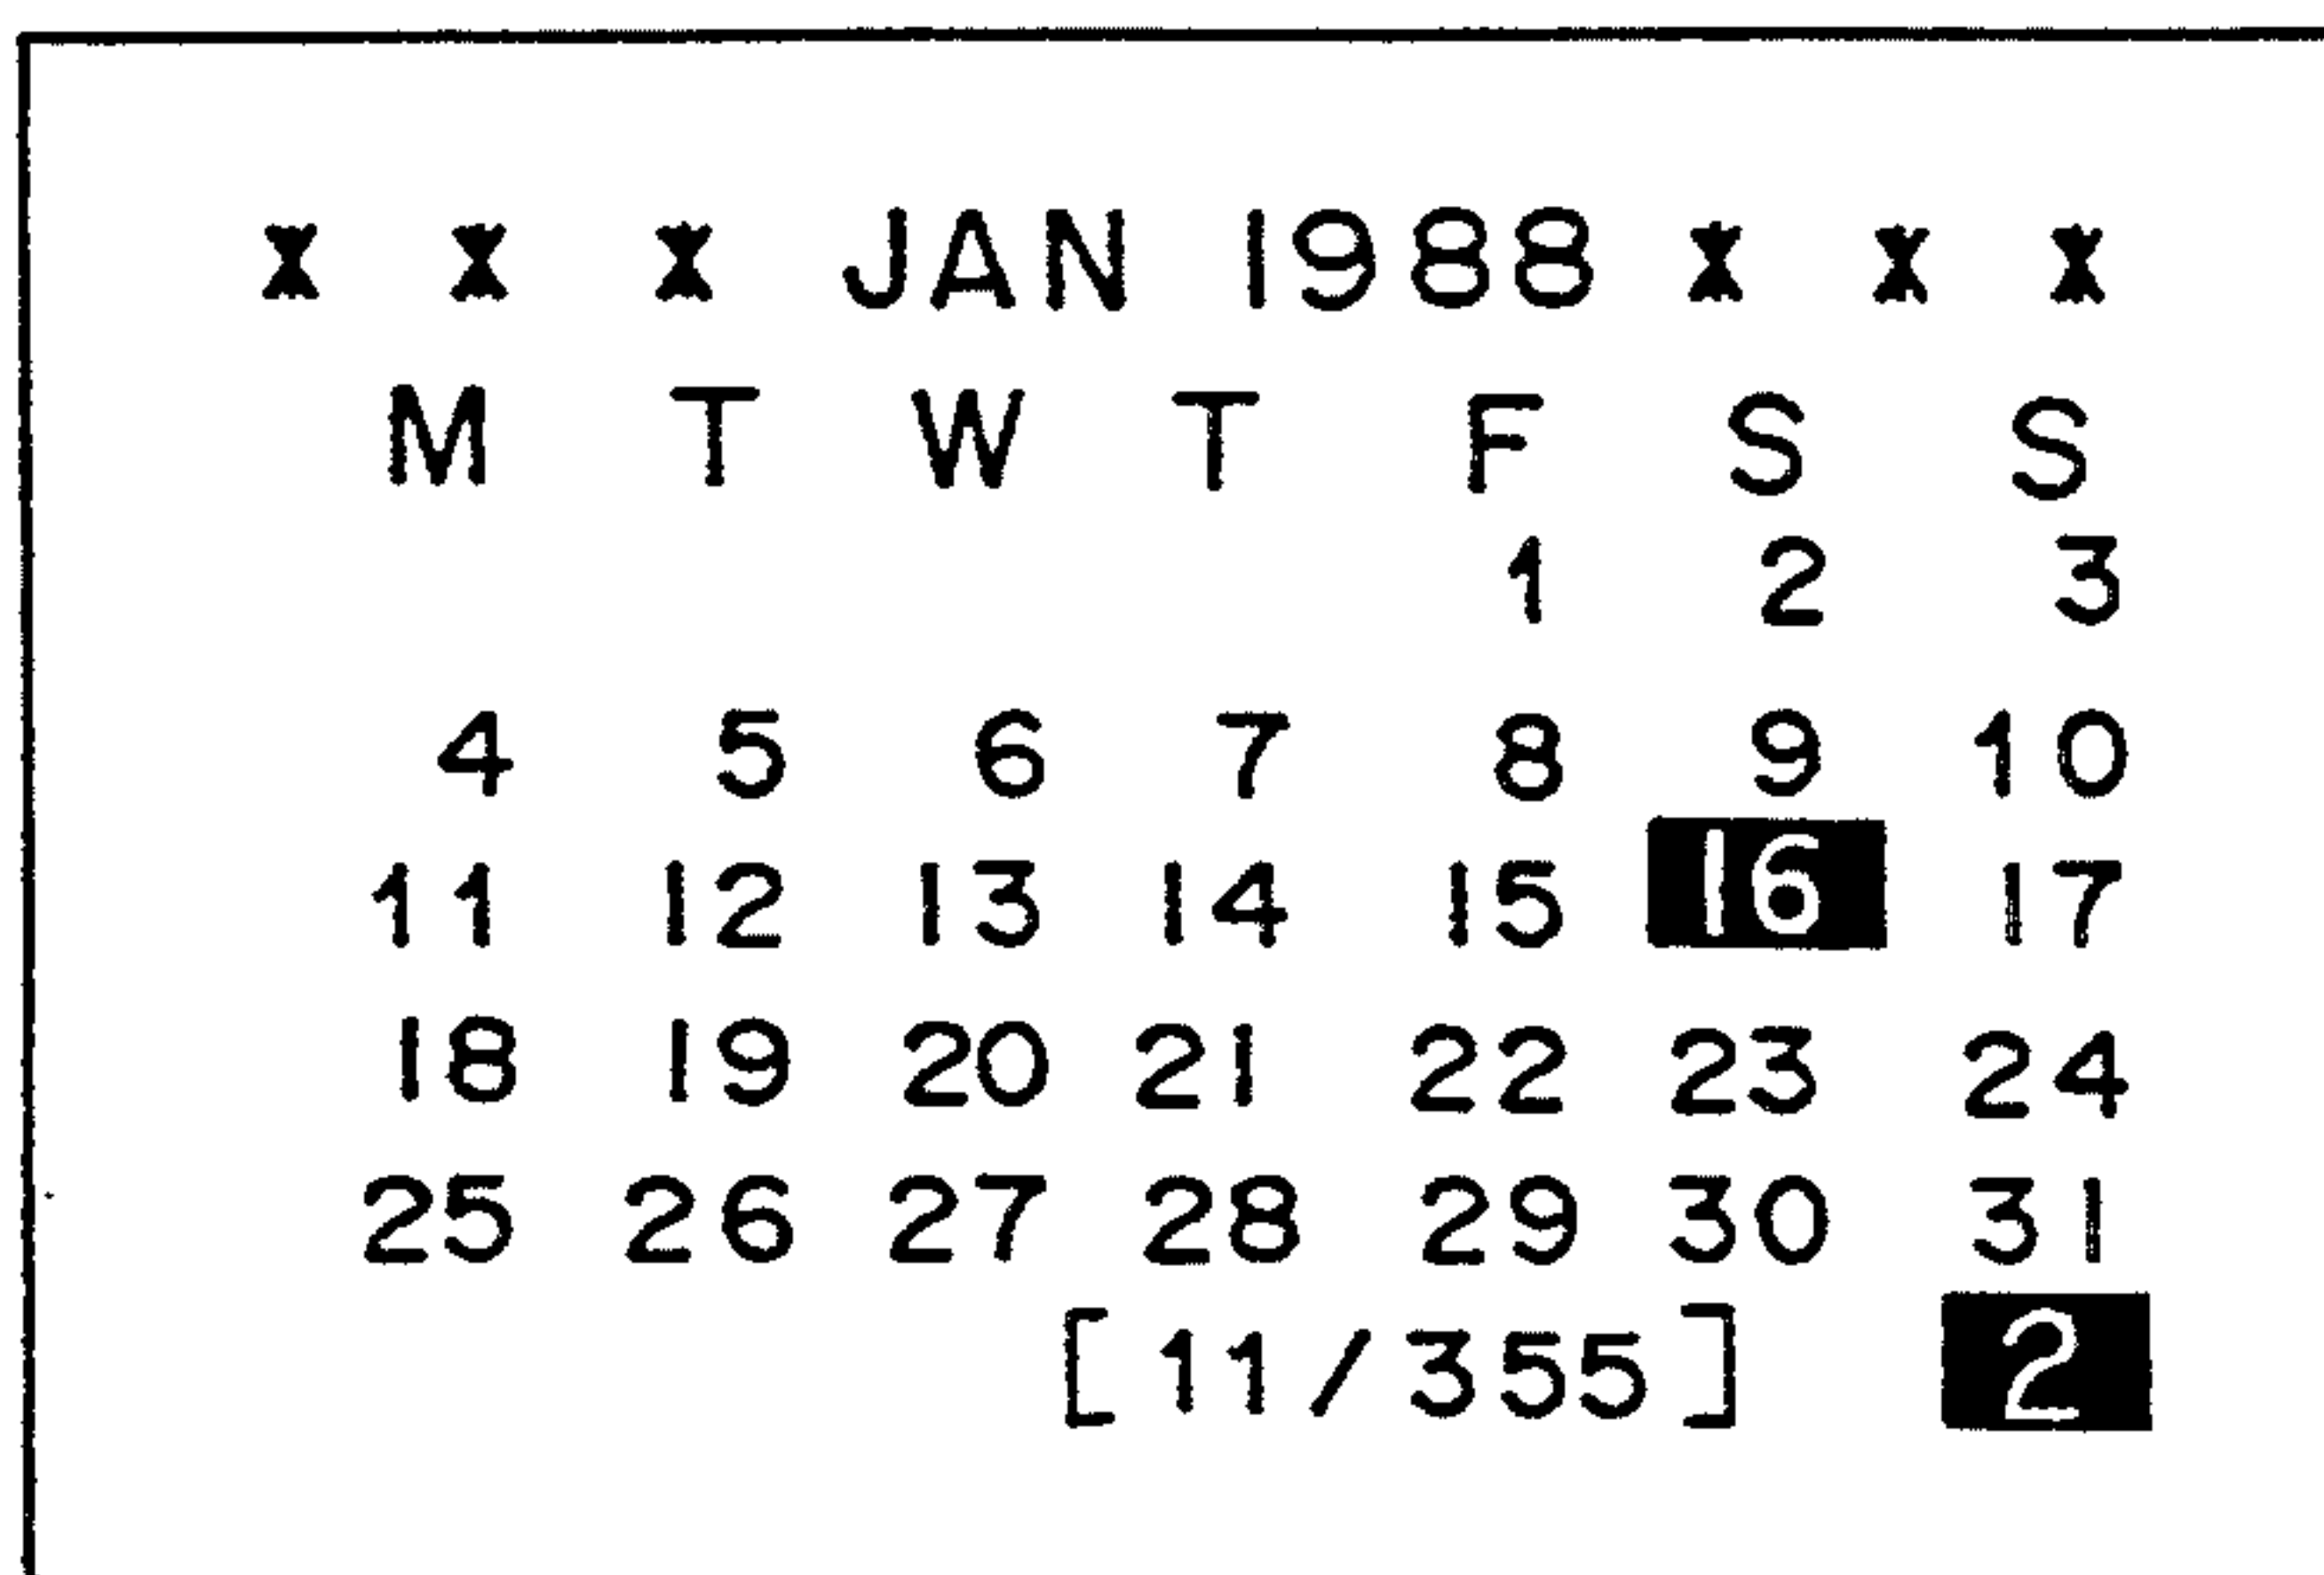 * * * JAN 1988 * * *
M T W T F S S
1 2 3
4 5 6 7 8 9 10
11 12 13 14 15 16 17
18 19 20 21 22 23 24
25 26 27 28 29 30 31
[11/355] 2